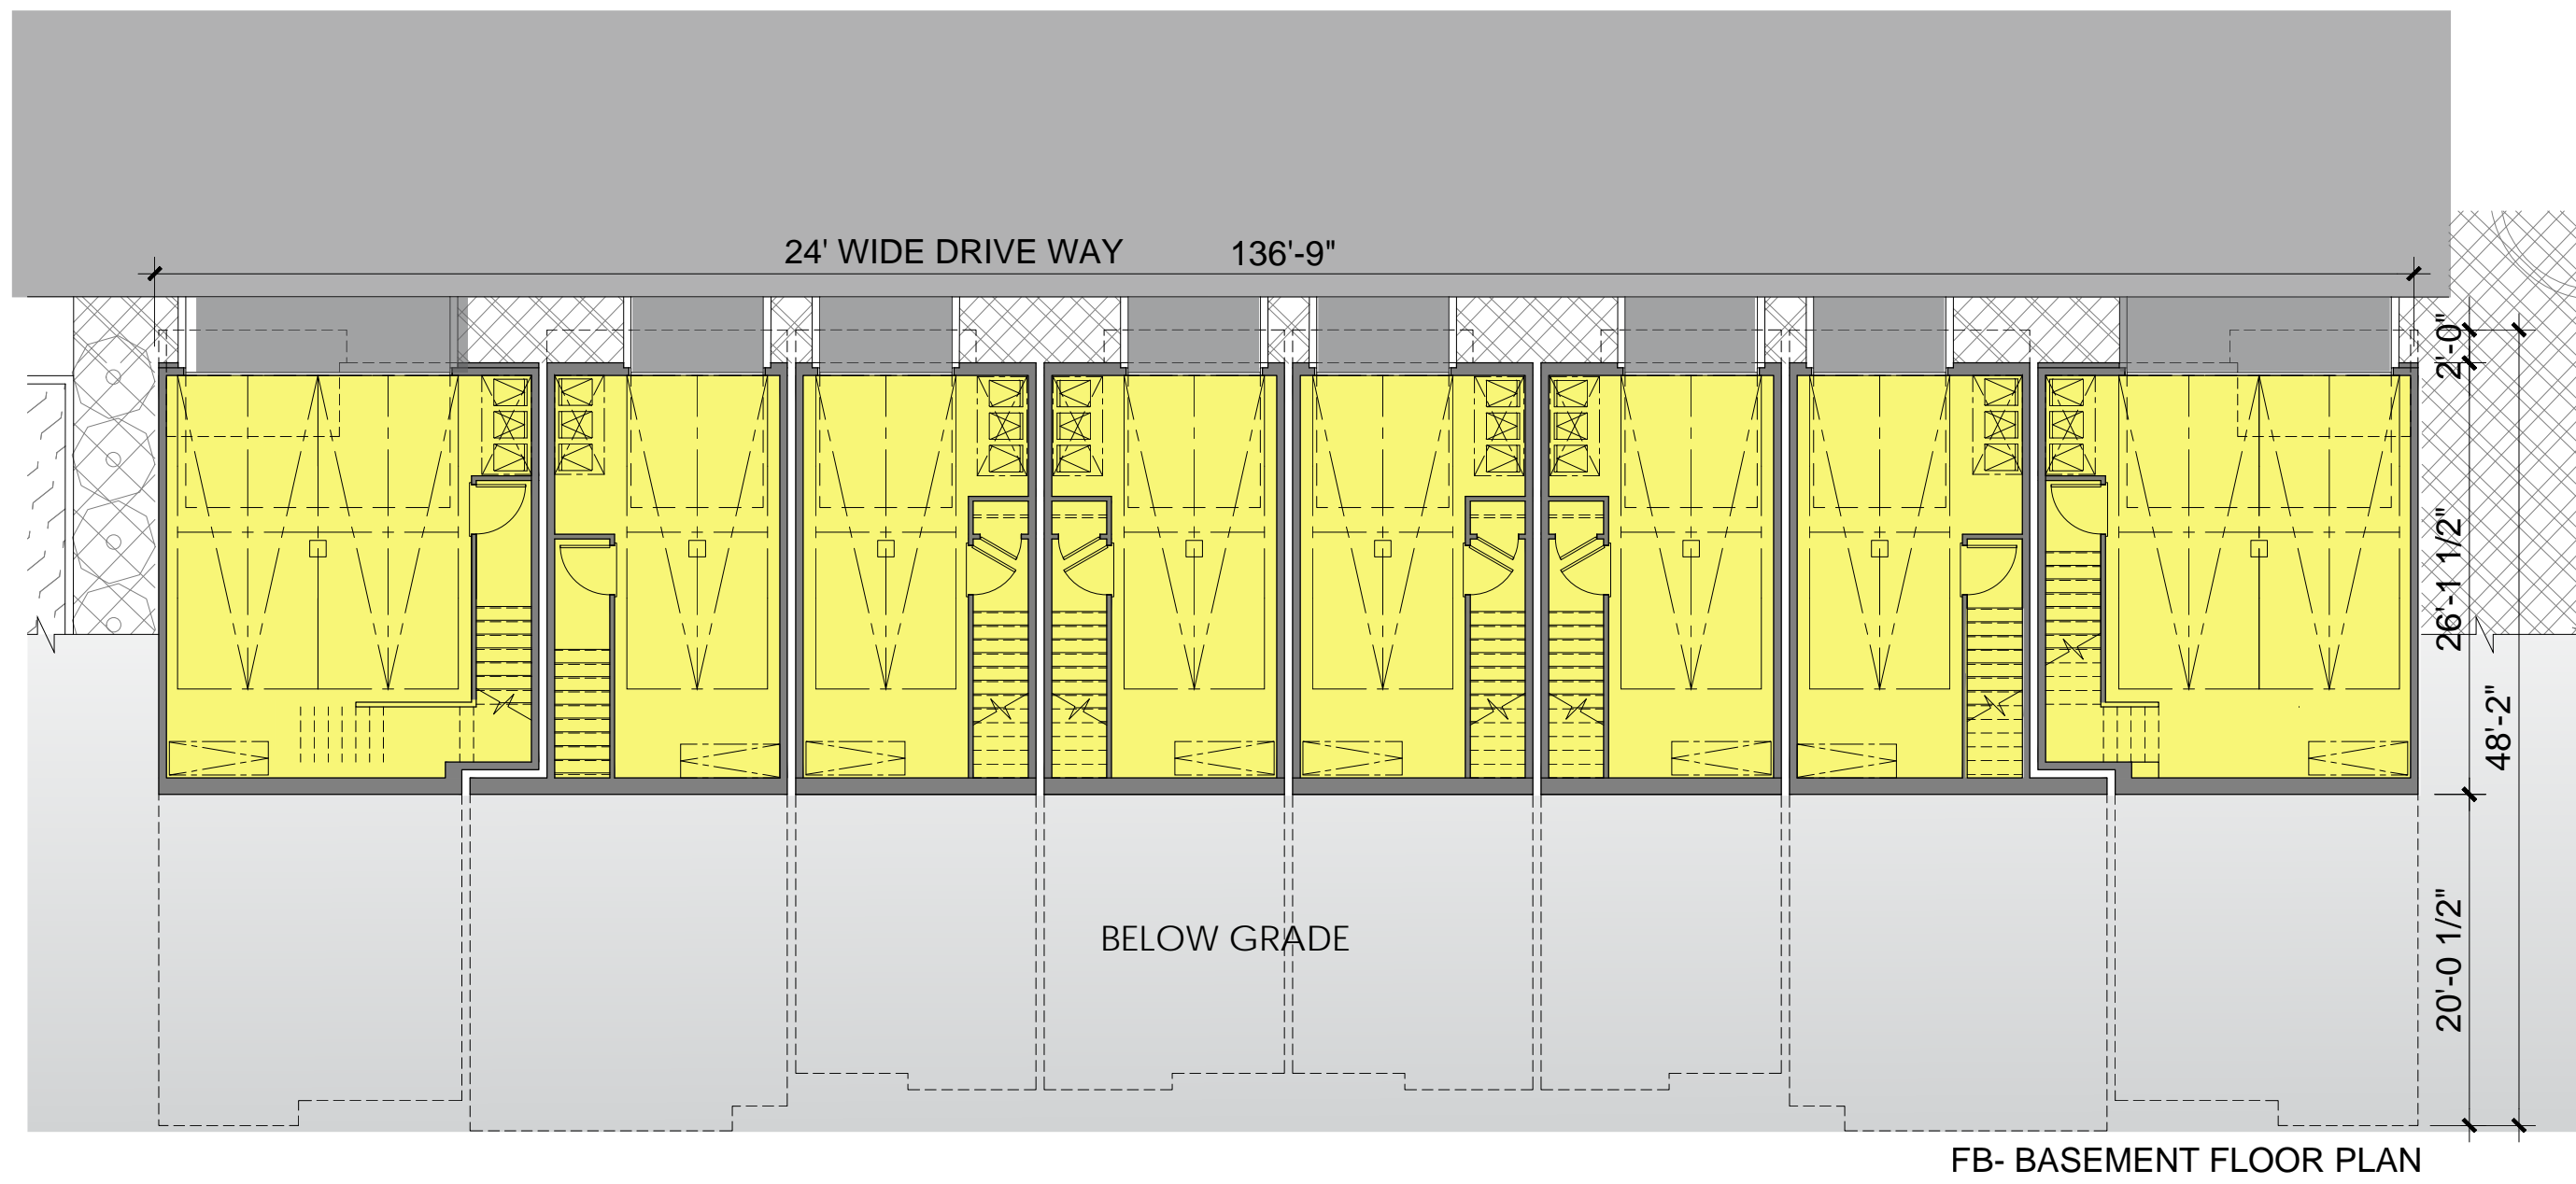 24' WIDE DRIVE WAY
136'-9"
2'-0"
26'-1 1/2"
48'-2"
20'-0 1/2"
BELOW GRADE
FB- BASEMENT FLOOR PLAN